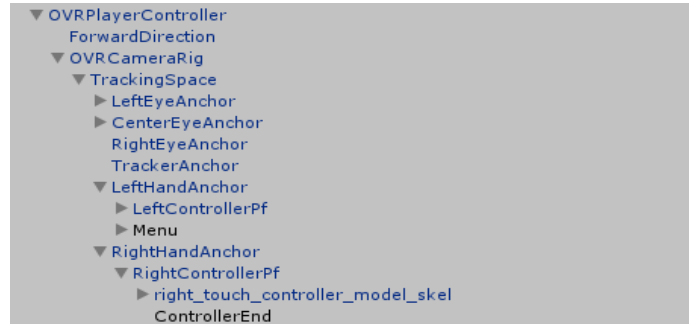 OVRPlayerController
ForwardDirection
OVRCameraRig
TrackingSpace
LeftEyeAnchor
CenterEyeAnchor
RightEyeAnchor
TrackerAnchor
LeftHandAnchor
LeftControllerPf
Menu
RightHandAnchor
RightControllerPf
right_touch_controller_model_skel
ControllerEnd